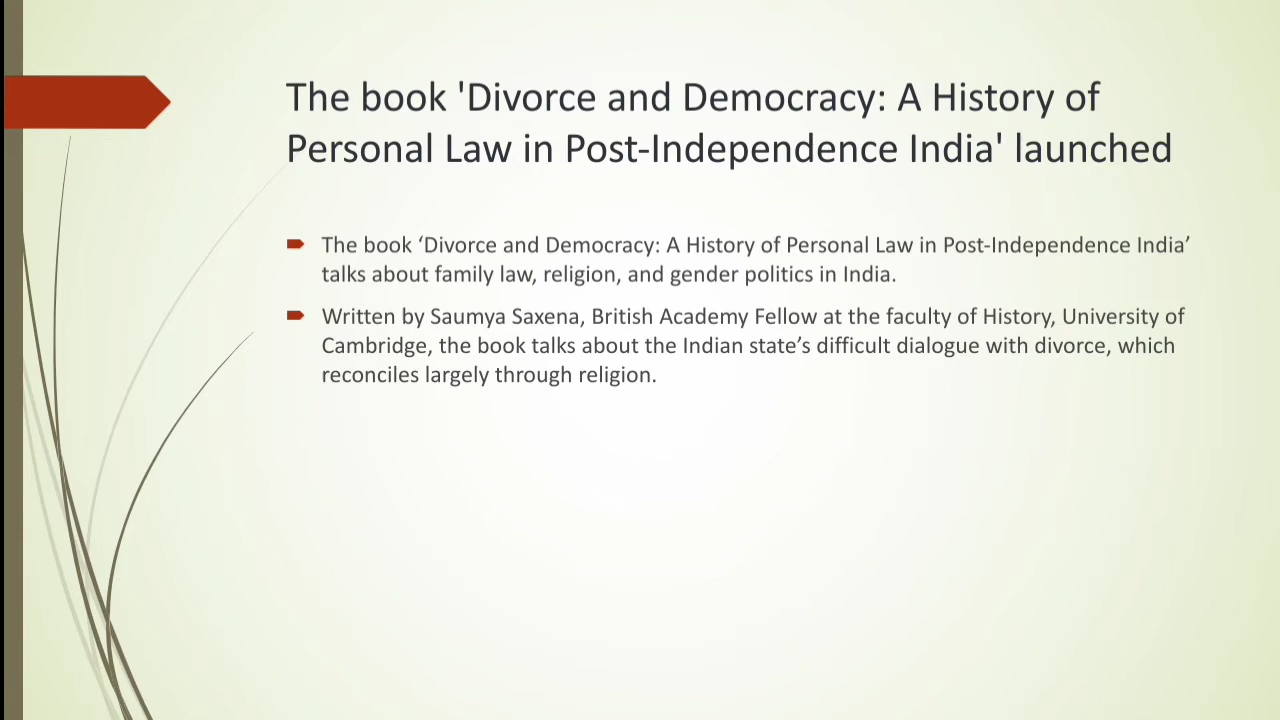 The book 'Divorce and Democracy: A History of
Personal Law in Post-Independence India' launched
The book ‘Divorce and Democracy: A History of Personal Law in Post-Independence India’
talks about family law, religion, and gender politics in India.
Written by Saumya Saxena, British Academy Fellow at the faculty of History, University of
Cambridge, the book talks about the Indian state’s difficult dialogue with divorce, which
reconciles largely through religion.